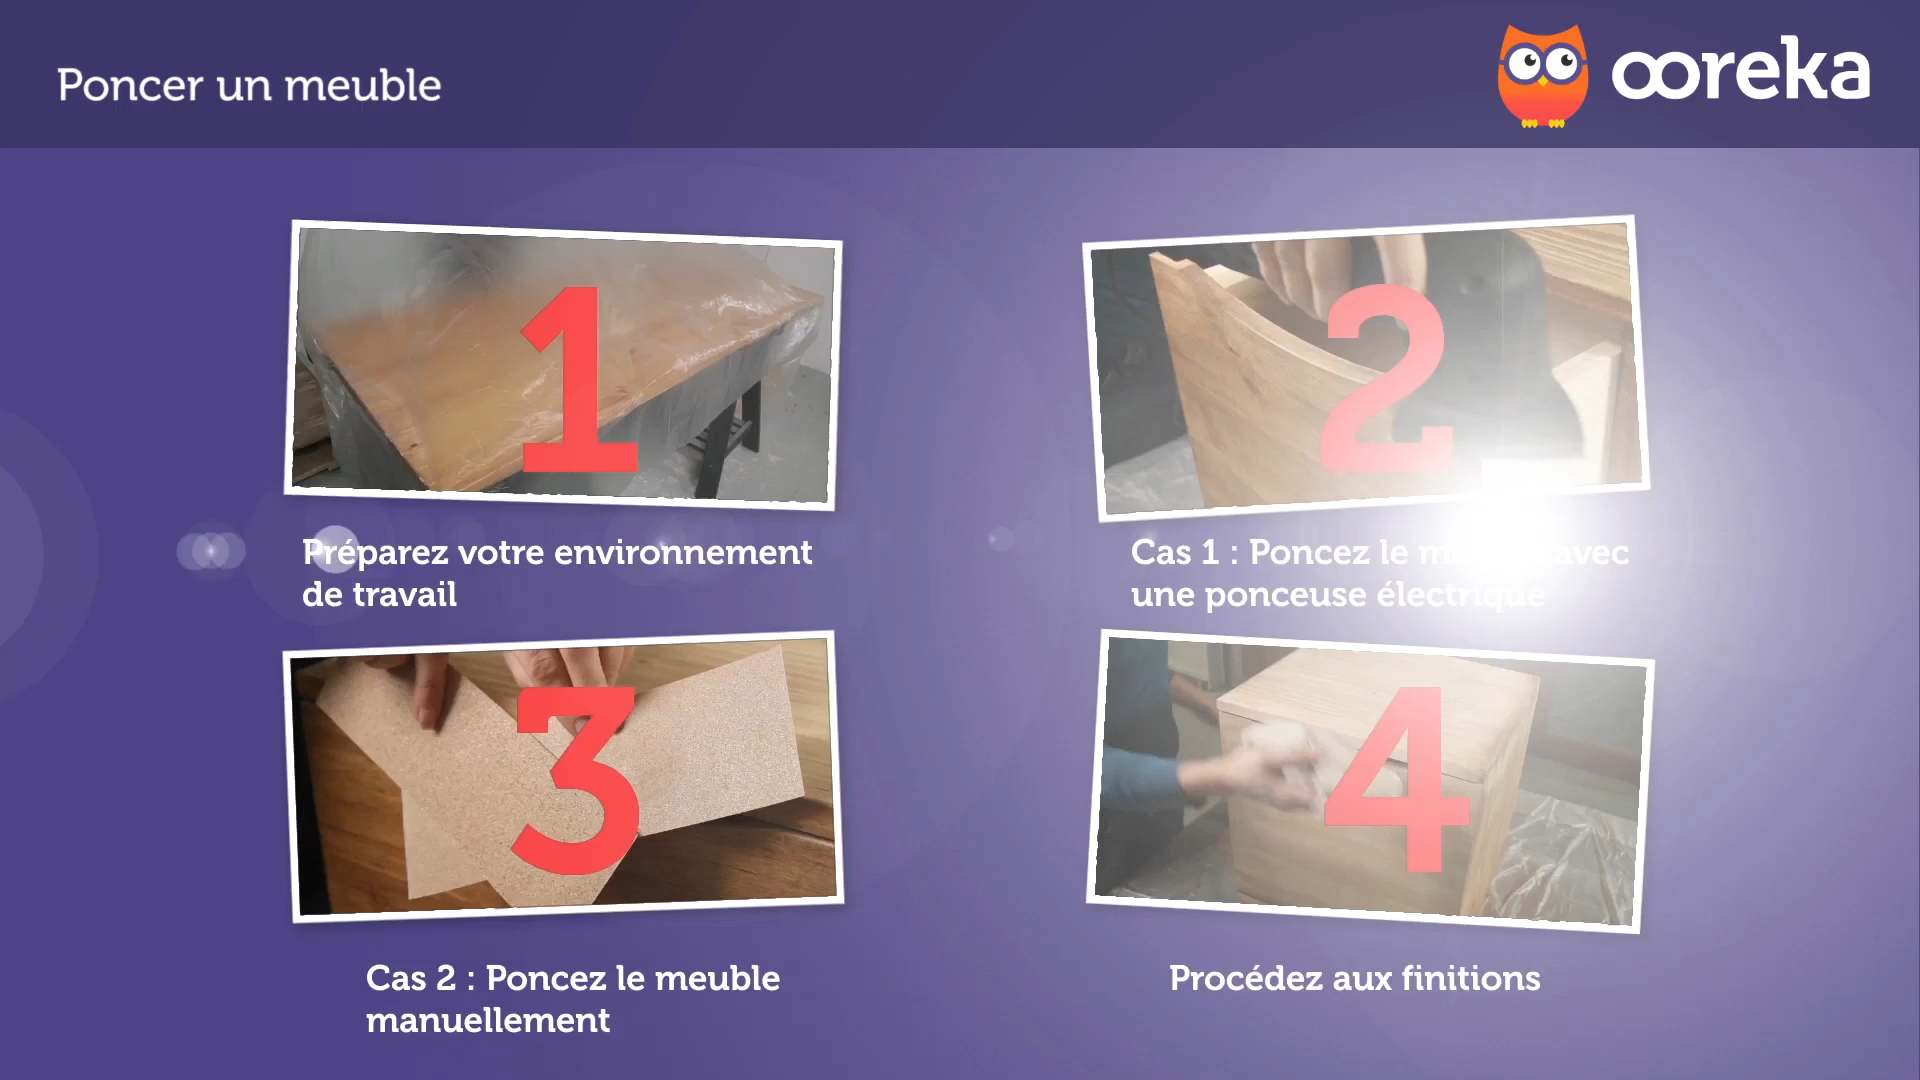 Poncer un meuble
ooreka
1
2
Préparez votre environnement
de travail
Cas 1 : Poncez le avec
une ponceuse électrique
3
4
Cas 2 : Poncez le meuble
manuellement
Procédez aux finitions